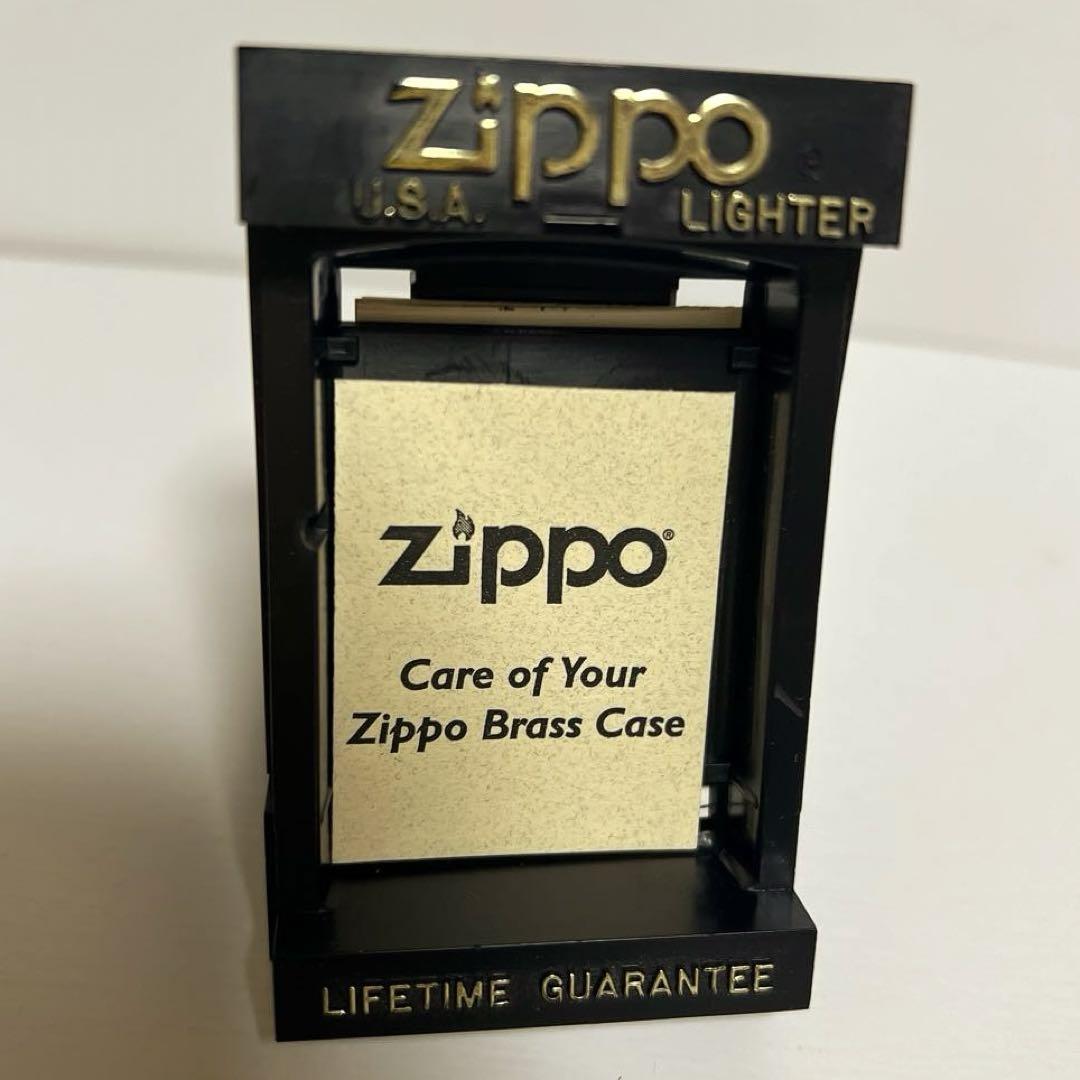 Zippo
U.S.A. LIGHTER
Zippo®
Care of Your
Zippo Brass Case
LIFETIME GUARANTEE